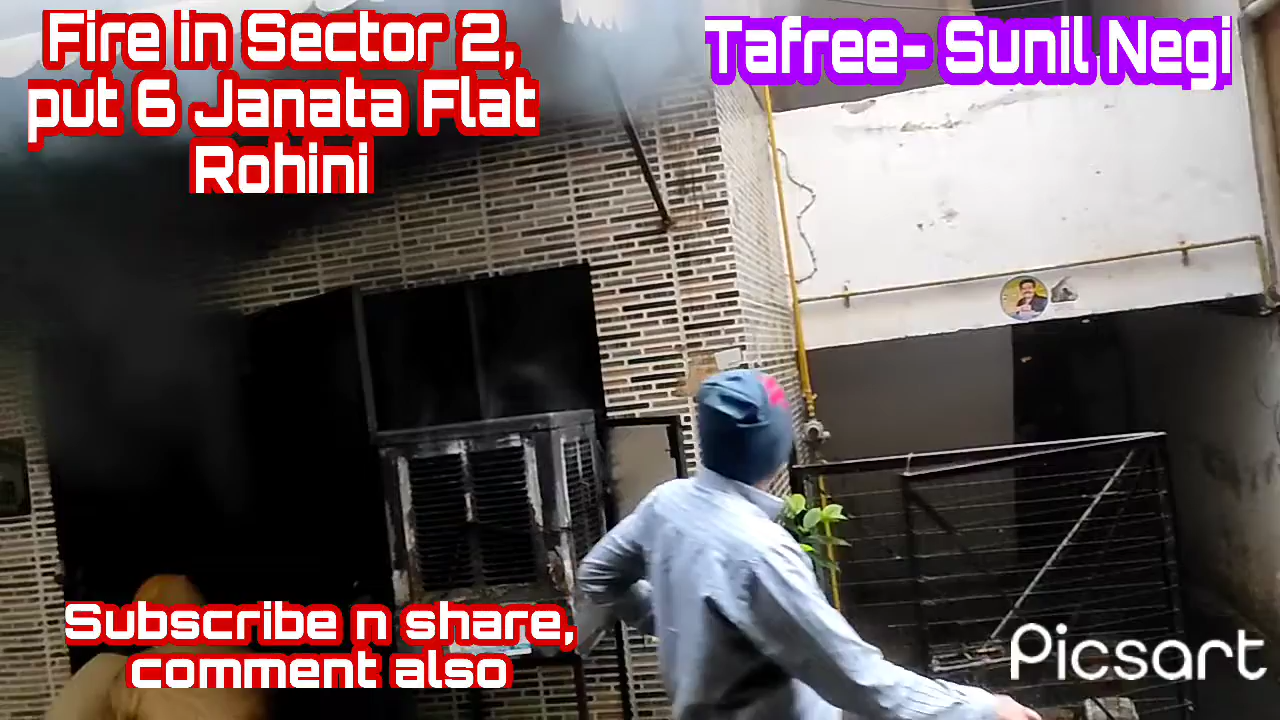 Fire in Sector 2,
put 6 Janata Flat
Rohini
Tafree- Sunil Negi
Subscribe n share,
comment also
Picsart